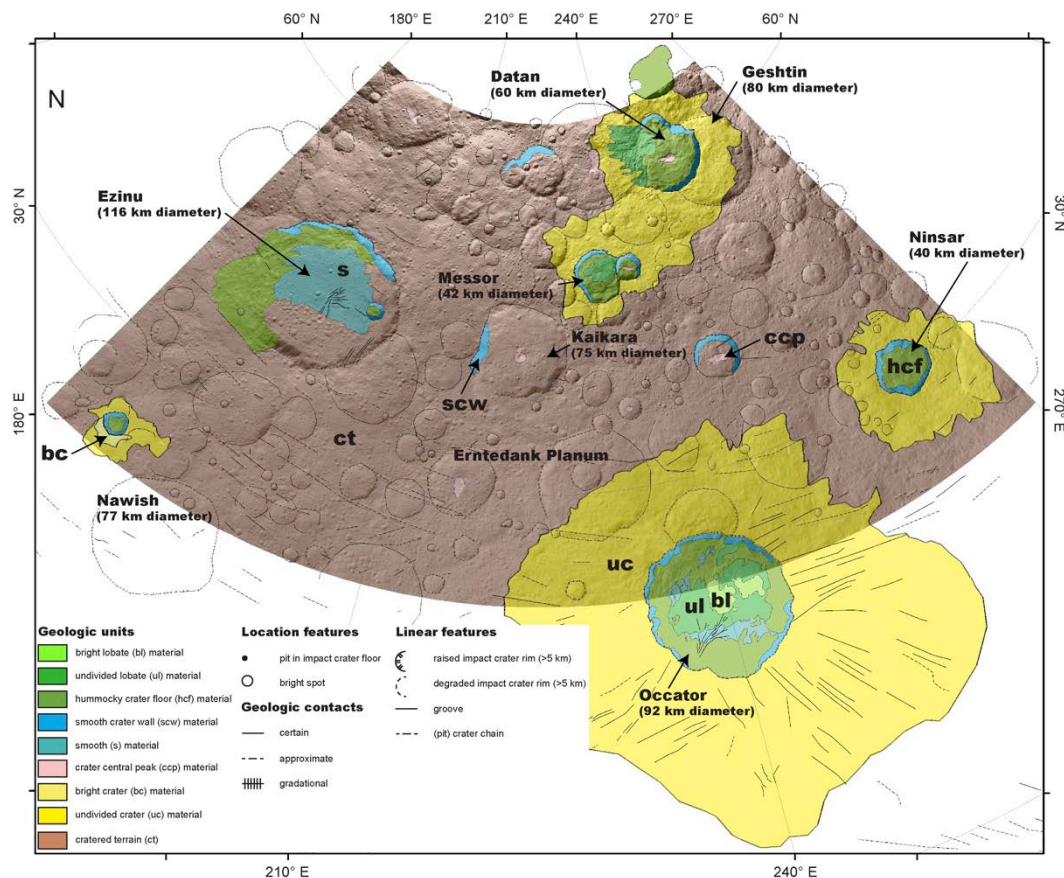 60° N
180° E
210° E
240° E
270° E
60° N
N
Datan
(60 km diameter)
Geshtin
(80 km diameter)
Ezinu
(116 km diameter)
30° N
30° N
Ninsar
(40 km diameter)
s
Messor
(42 km diameter)
Kaikara
(75 km diameter)
ccp
hcf
scw
180° E
270° E
bc
ct
Erntedank Planum
Nawish
(77 km diameter)
uc
ul
bl
Occator
(92 km diameter)
Geologic units
bright lobate (bl) material
undivided lobate (ul) material
hummocky crater floor (hcf) material
smooth crater wall (scw) material
smooth (s) material
crater central peak (ccp) material
bright crater (bc) material
undivided crater (uc) material
cratered terrain (ct)
Location features
pit in impact crater floor
bright spot
Geologic contacts
certain
approximate
gradational
Linear features
raised impact crater rim (>5 km)
degraded impact crater rim (>5 km)
groove
(pit) crater chain
210° E
240° E